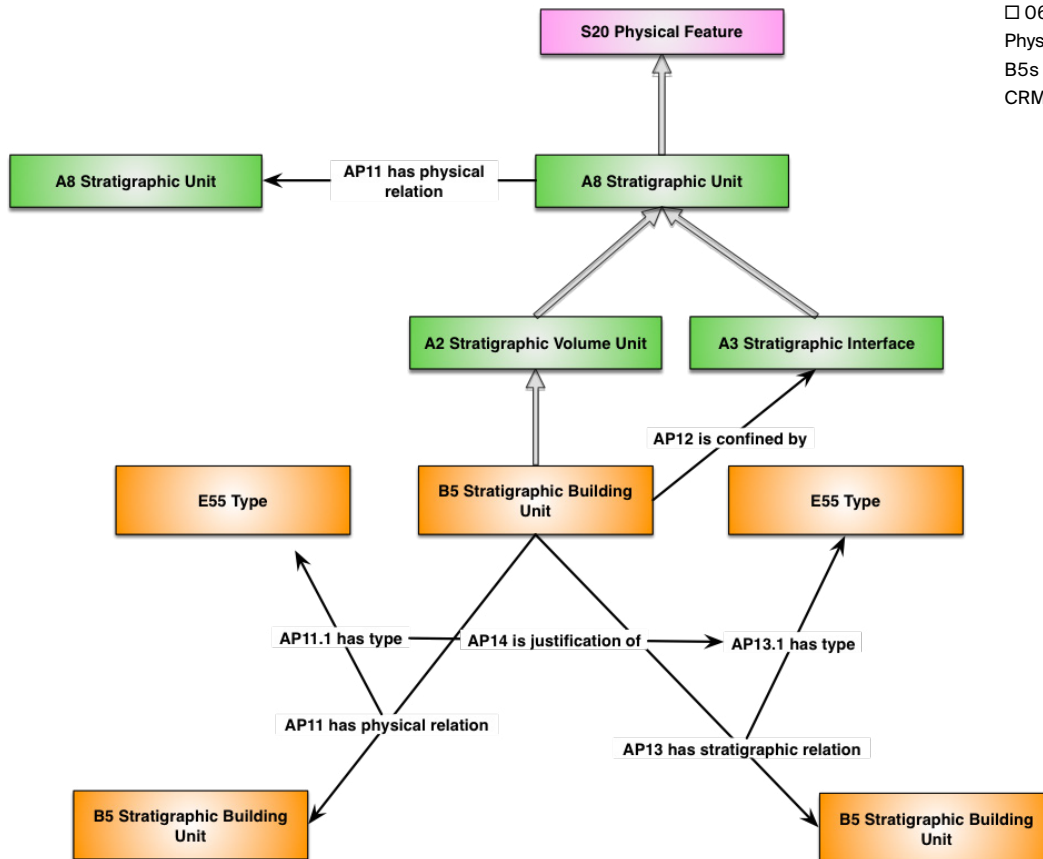 S20 Physical Feature
☐ 06
Phys
B5s
CRM
A8 Stratigraphic Unit
AP11 has physical
relation
A8 Stratigraphic Unit
A2 Stratigraphic Volume Unit
A3 Stratigraphic Interface
AP12 is confined by
E55 Type
B5 Stratigraphic Building
Unit
E55 Type
AP11.1 has type
AP14 is justification of
AP13.1 has type
AP11 has physical relation
AP13 has stratigraphic relation
B5 Stratigraphic Building
Unit
B5 Stratigraphic Building
Unit